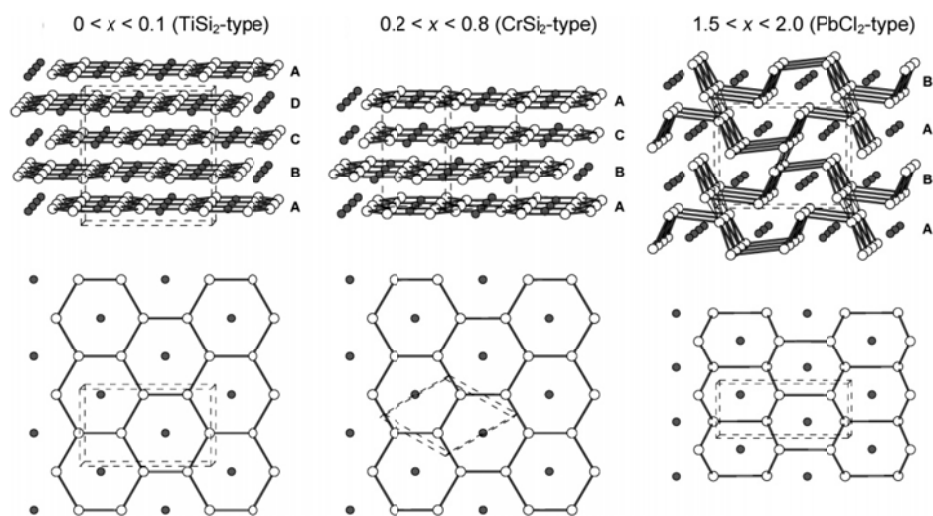 0 < x < 0.1 (TiSi₂-type)
0.2 < x < 0.8 (CrSi₂-type)
1.5 < x < 2.0 (PbCl₂-type)
A
D
C
B
A
A
C
B
A
B
A
B
A